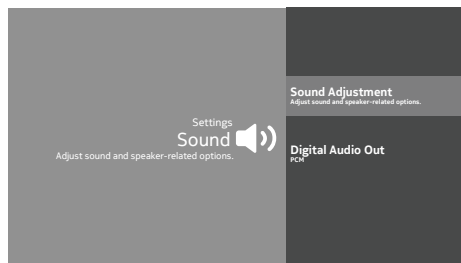 Settings
Sound
Adjust sound and speaker-related options.
Sound Adjustment
Adjust sound and speaker-related options.
Digital Audio Out
PCM